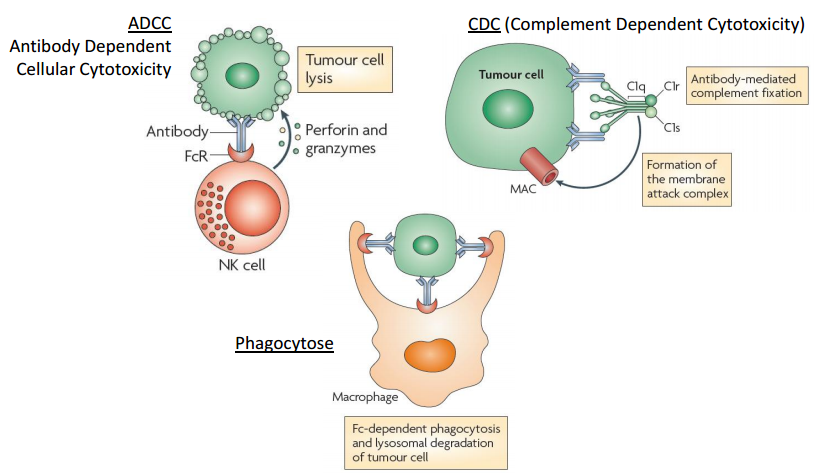 ADCC
Antibody Dependent
Cellular Cytotoxicity
Tumour cell
lysis
Antibody
FcR
Perforin and
granzymes
NK cell
CDC (Complement Dependent Cytotoxicity)
Tumour cell
C1q
C1r
C1s
Antibody-mediated
complement fixation
MAC
Formation of
the membrane
attack complex
Phagocytose
Macrophage
Fc-dependent phagocytosis
and lysosomal degradation
of tumour cell